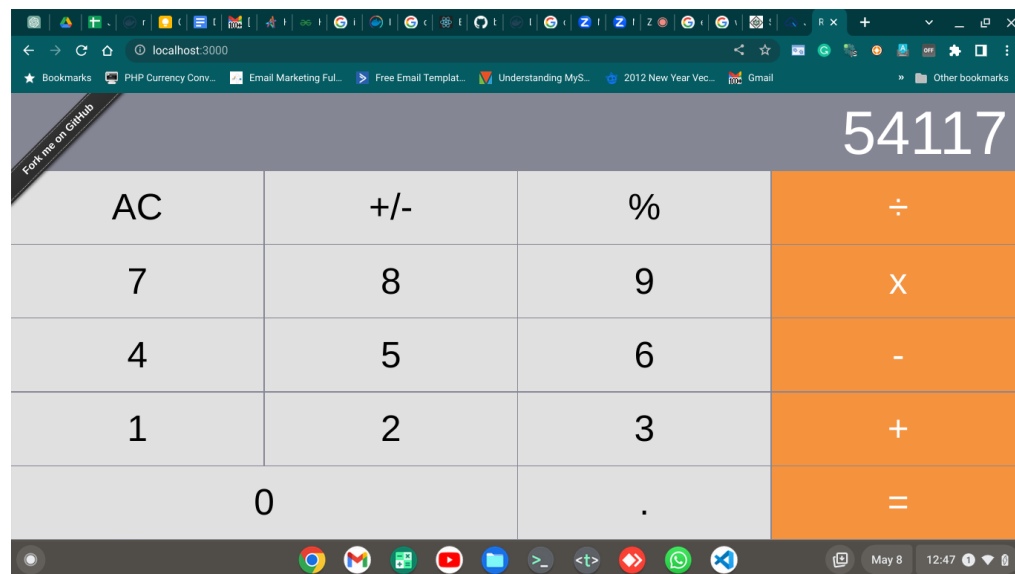 localhost:3000
Bookmarks PHP Currency Conv... Email Marketing Ful... Free Email Templat... Understanding MyS... 2012 New Year Vec... Gmail » Other bookmarks
Fork me on GitHub
54117
AC +/- % ÷
7 8 9 x
4 5 6 -
1 2 3 +
0 . =
May 8 12:47 1